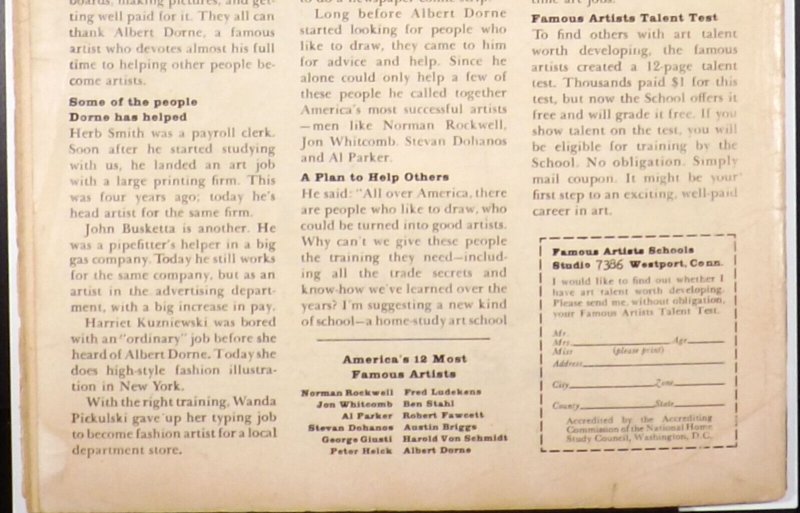 boards, making pictures, and get-
ting well paid for it. They all can
thank Albert Dorne, a famous
artist who devotes almost his full
time to helping other people be-
come artists.
Some of the people
Dorne has helped
Herb Smith was a payroll clerk.
Soon after he started studying
with us, he landed an art job
with a large printing firm. This
was four years ago; today he's
head artist for the same firm.
John Busketta is another. He
was a pipefitter's helper in a big
gas company. Today he still works
for the same company, but as an
artist in the advertising depart-
ment, with a big increase in pay.
Harriet Kuzniewski was bored
with an "ordinary" job before she
heard of Albert Dorne. Today she
does high-style fashion illustra-
tion in New York.
With the right training, Wanda
Pickulski gave up her typing job
to become fashion artist for a local
department store.
to do a newspaper comic strip.
Long before Albert Dorne
started looking for people who
like to draw, they came to him
for advice and help. Since he
alone could only help a few of
these people he called together
America's most successful artists
—men like Norman Rockwell,
Jon Whitcomb, Stevan Dohanos
and Al Parker.
A Plan to Help Others
He said: "All over America, there
are people who like to draw, who
could be turned into good artists.
Why can't we give these people
the training they need—includ-
ing all the trade secrets and
know-how we've learned over the
years? I'm suggesting a new kind
of school—a home-study art school
America's 12 Most
Famous Artists
Norman Rockwell Fred Ludekens
Jon Whitcomb Ben Stahl
Al Parker Robert Fawcett
Stevan Dohanos Austin Briggs
George Giusti Harold Von Schmidt
Peter Helck Albert Dorne
time art jobs.
Famous Artists Talent Test
To find others with art talent
worth developing, the famous
artists created a 12-page talent
test. Thousands paid $1 for this
test, but now the School offers it
free and will grade it free. If you
show talent on the test, you will
be eligible for training by the
School. No obligation. Simply
mail coupon. It might be your
first step to an exciting, well-paid
career in art.
Famous Artists Schools
Studio 7386 Westport, Conn.
I would like to find out whether I
have art talent worth developing.
Please send me, without obligation,
your Famous Artists Talent Test.
Mr.
Mrs. Age
Miss (please print)
Address
City Zone
County State
Accredited by the Accrediting
Commission of the National Home
Study Council, Washington, D.C.